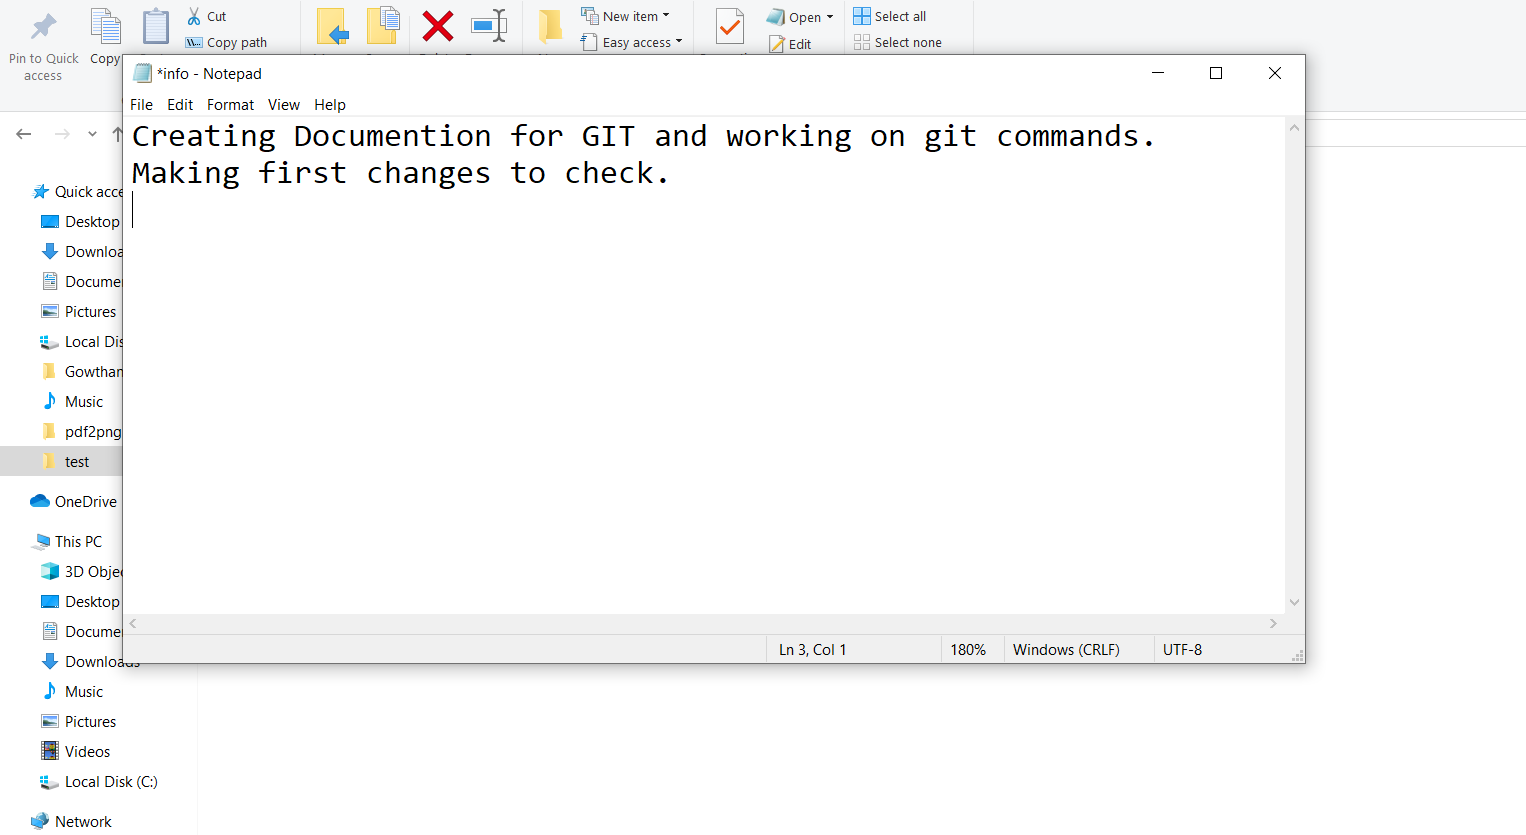 Pin to Quick access
Copy
Cut
Copy path
New item
Easy access
Open
Edit
Select all
Select none
*info - Notepad
File Edit Format View Help
Creating Documention for GIT and working on git commands.
Making first changes to check.
Ln 3, Col 1
180%
Windows (CRLF)
UTF-8
Quick acce
Desktop
Downloa
Docume
Pictures
Local Dis
Gowthan
Music
pdf2png
test
OneDrive
This PC
3D Objec
Desktop
Docume
Downloads
Music
Pictures
Videos
Local Disk (C:)
Network